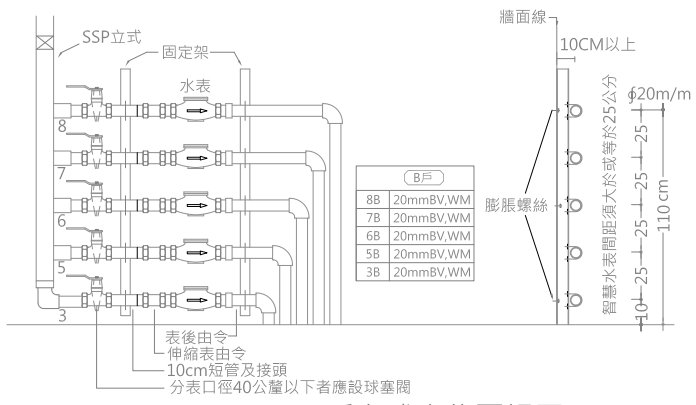 SSP立式
固定架
水表
8
7
6
5
3
表後由令
伸縮表由令
10cm短管及接頭
分表口徑40公釐以下者應設球塞閥
B戶
8B 20mmBV,WM
7B 20mmBV,WM
6B 20mmBV,WM
5B 20mmBV,WM
3B 20mmBV,WM
牆面線
10CM以上
膨脹螺絲
智慧水表間距須大於或等於25公分
∮20m/m
25
25
25
25
10
110 cm